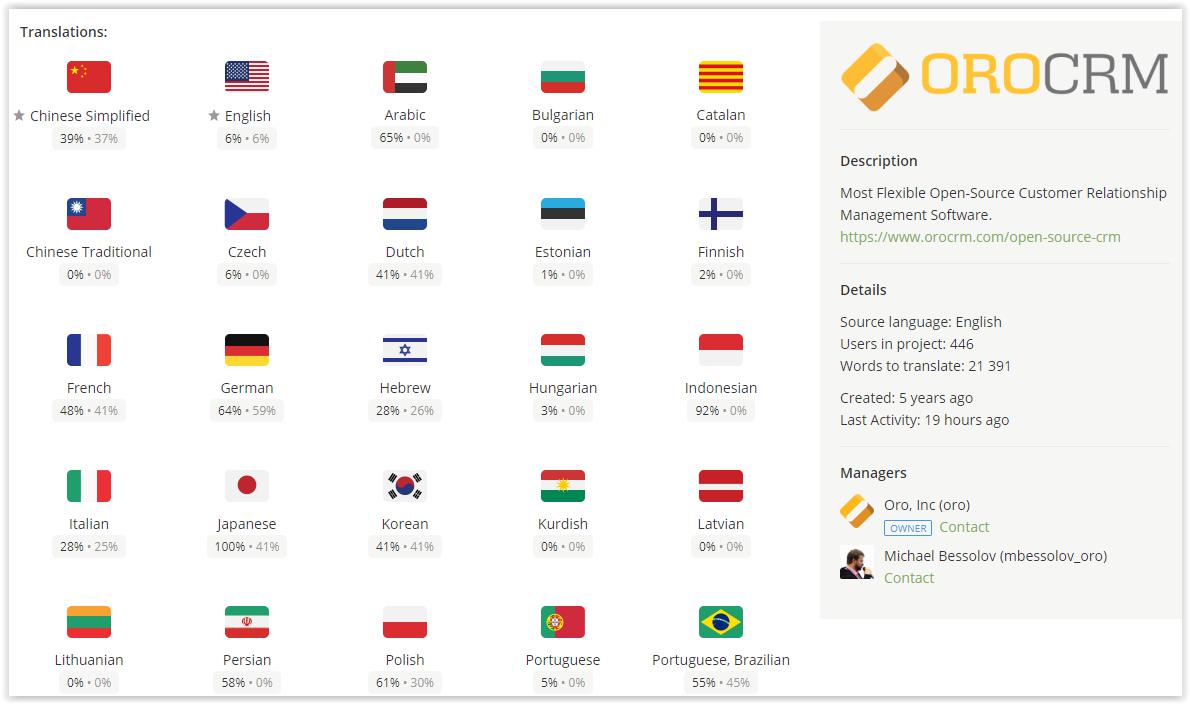 Translations:
Chinese Simplified
39% • 37%
English
6% • 6%
Arabic
65% • 0%
Bulgarian
0% • 0%
Catalan
0% • 0%
Chinese Traditional
0% • 0%
Czech
6% • 0%
Dutch
41% • 41%
Estonian
1% • 0%
Finnish
2% • 0%
French
48% • 41%
German
64% • 59%
Hebrew
28% • 26%
Hungarian
3% • 0%
Indonesian
92% • 0%
Italian
28% • 25%
Japanese
100% • 41%
Korean
41% • 41%
Kurdish
0% • 0%
Latvian
0% • 0%
Lithuanian
0% • 0%
Persian
58% • 0%
Polish
61% • 30%
Portuguese
5% • 0%
Portuguese, Brazilian
55% • 45%
OROCRM
Description
Most Flexible Open-Source Customer Relationship
Management Software.
https://www.orocrm.com/open-source-crm
Details
Source language: English
Users in project: 446
Words to translate: 21 391
Created: 5 years ago
Last Activity: 19 hours ago
Managers
Oro, Inc (oro)
OWNER Contact
Michael Bessolov (mbessolov_oro)
Contact